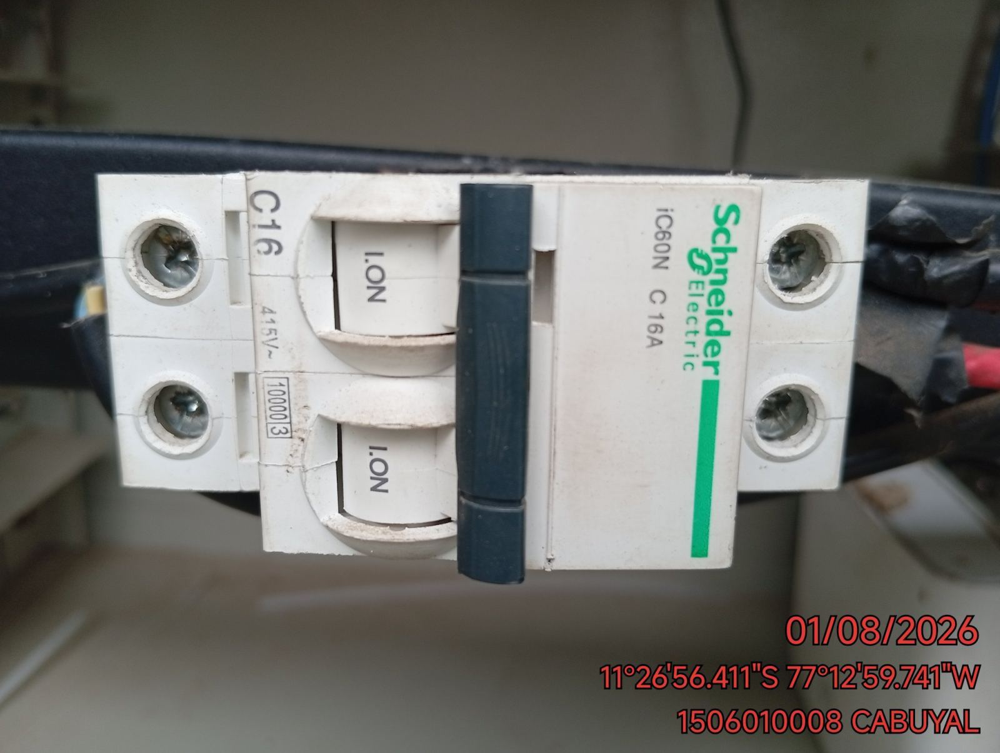 C16
415V~
10000
3
I.ON
I.ON
iC60N C 16A
Schneider
Electric
01/08/2026
11°26'56.411"S 77°12'59.741"W
1506010008 CABUYAL